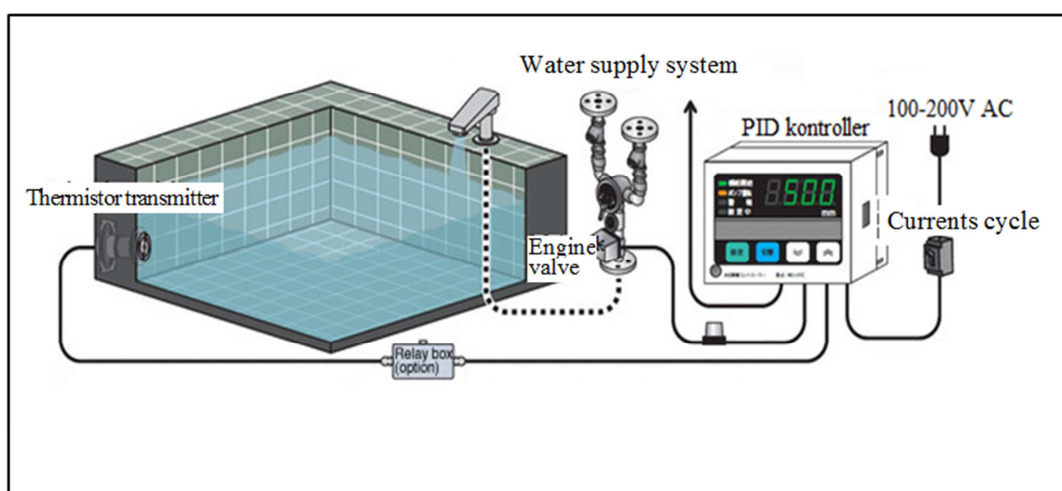 Water supply system
100-200V AC
PID kontroller
Thermistor transmitter
500
mm
Currents cycle
Engine
valve
Relay box
(option)